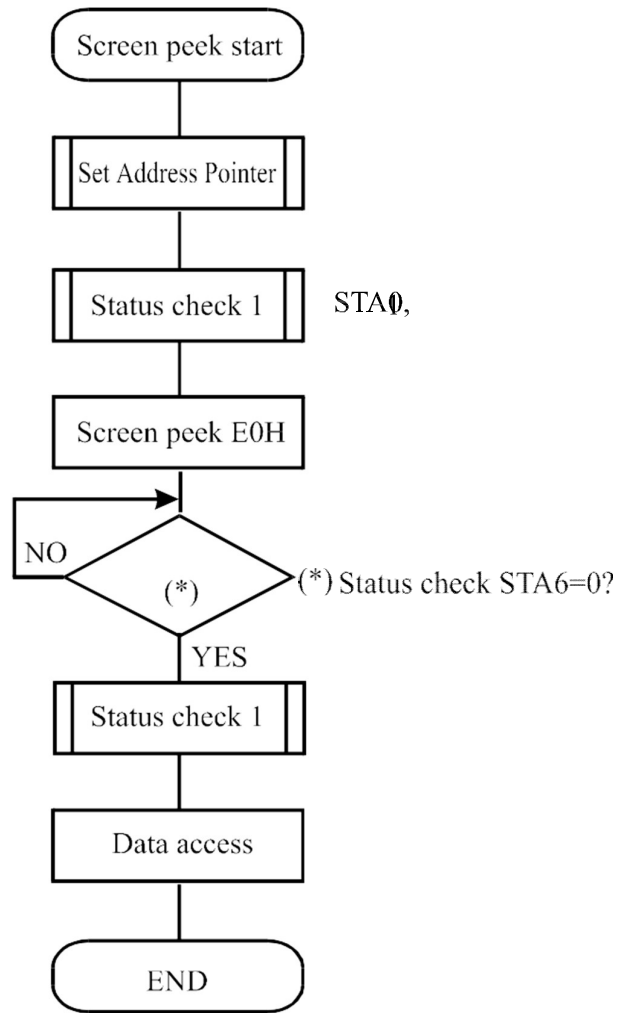 Screen peek start
Set Address Pointer
Status check 1
Screen peek E0H
NO
(*)
(*) Status check STA6=0?
YES
Status check 1
Data access
END